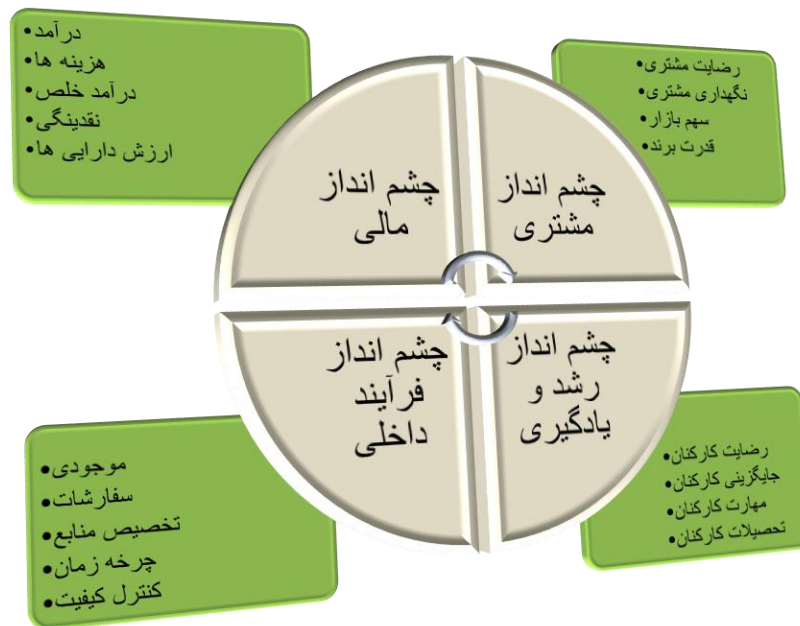 •رضایت مشتری
•نگهداری مشتری
•سهم بازار
•قدرت برند
•درآمد
•هزینه ها
•درآمد خلص
•نقدینگی
•ارزش دارایی ها
چشم انداز
مشتری
چشم انداز
مالی
چشم انداز
رشد و
یادگیری
چشم انداز
فرآیند
داخلی
•رضایت کارکنان
•جایگزینی کارکنان
•مهارت کارکنان
•تحصیلات کارکنان
•موجودی
•سفارشات
•تخصیص منابع
•چرخه زمان
•کنترل کیفیت